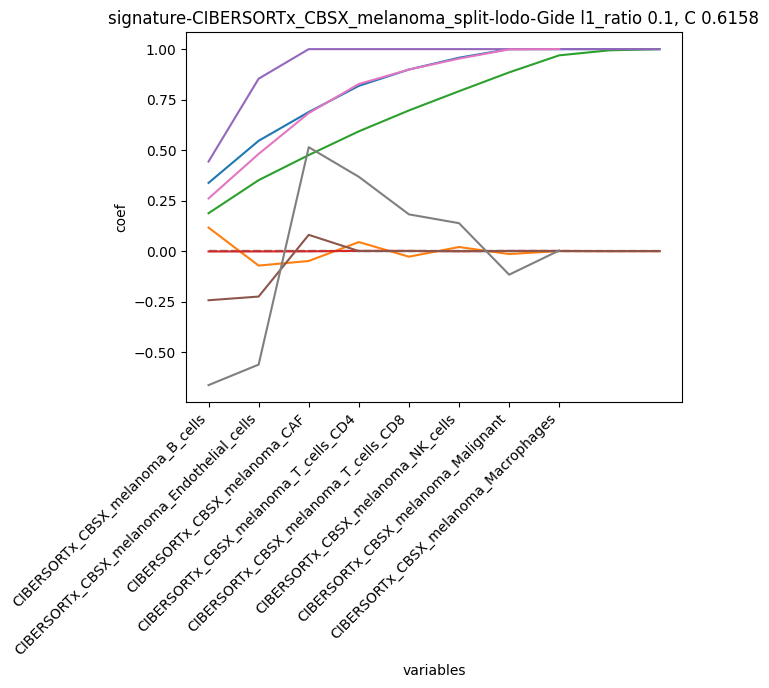 signature-CIBERSORTx_CBSX_melanoma_split-lodo-Gide l1_ratio 0.1, C 0.6158
1.00
0.75
0.50
0.25
0.00
−0.25
−0.50
coef
CIBERSORTx_CBSX_melanoma_B_cells
CIBERSORTx_CBSX_melanoma_Endothelial_cells
CIBERSORTx_CBSX_melanoma_CAF
CIBERSORTx_CBSX_melanoma_T_cells_CD4
CIBERSORTx_CBSX_melanoma_T_cells_CD8
CIBERSORTx_CBSX_melanoma_NK_cells
CIBERSORTx_CBSX_melanoma_Malignant
CIBERSORTx_CBSX_melanoma_Macrophages
variables